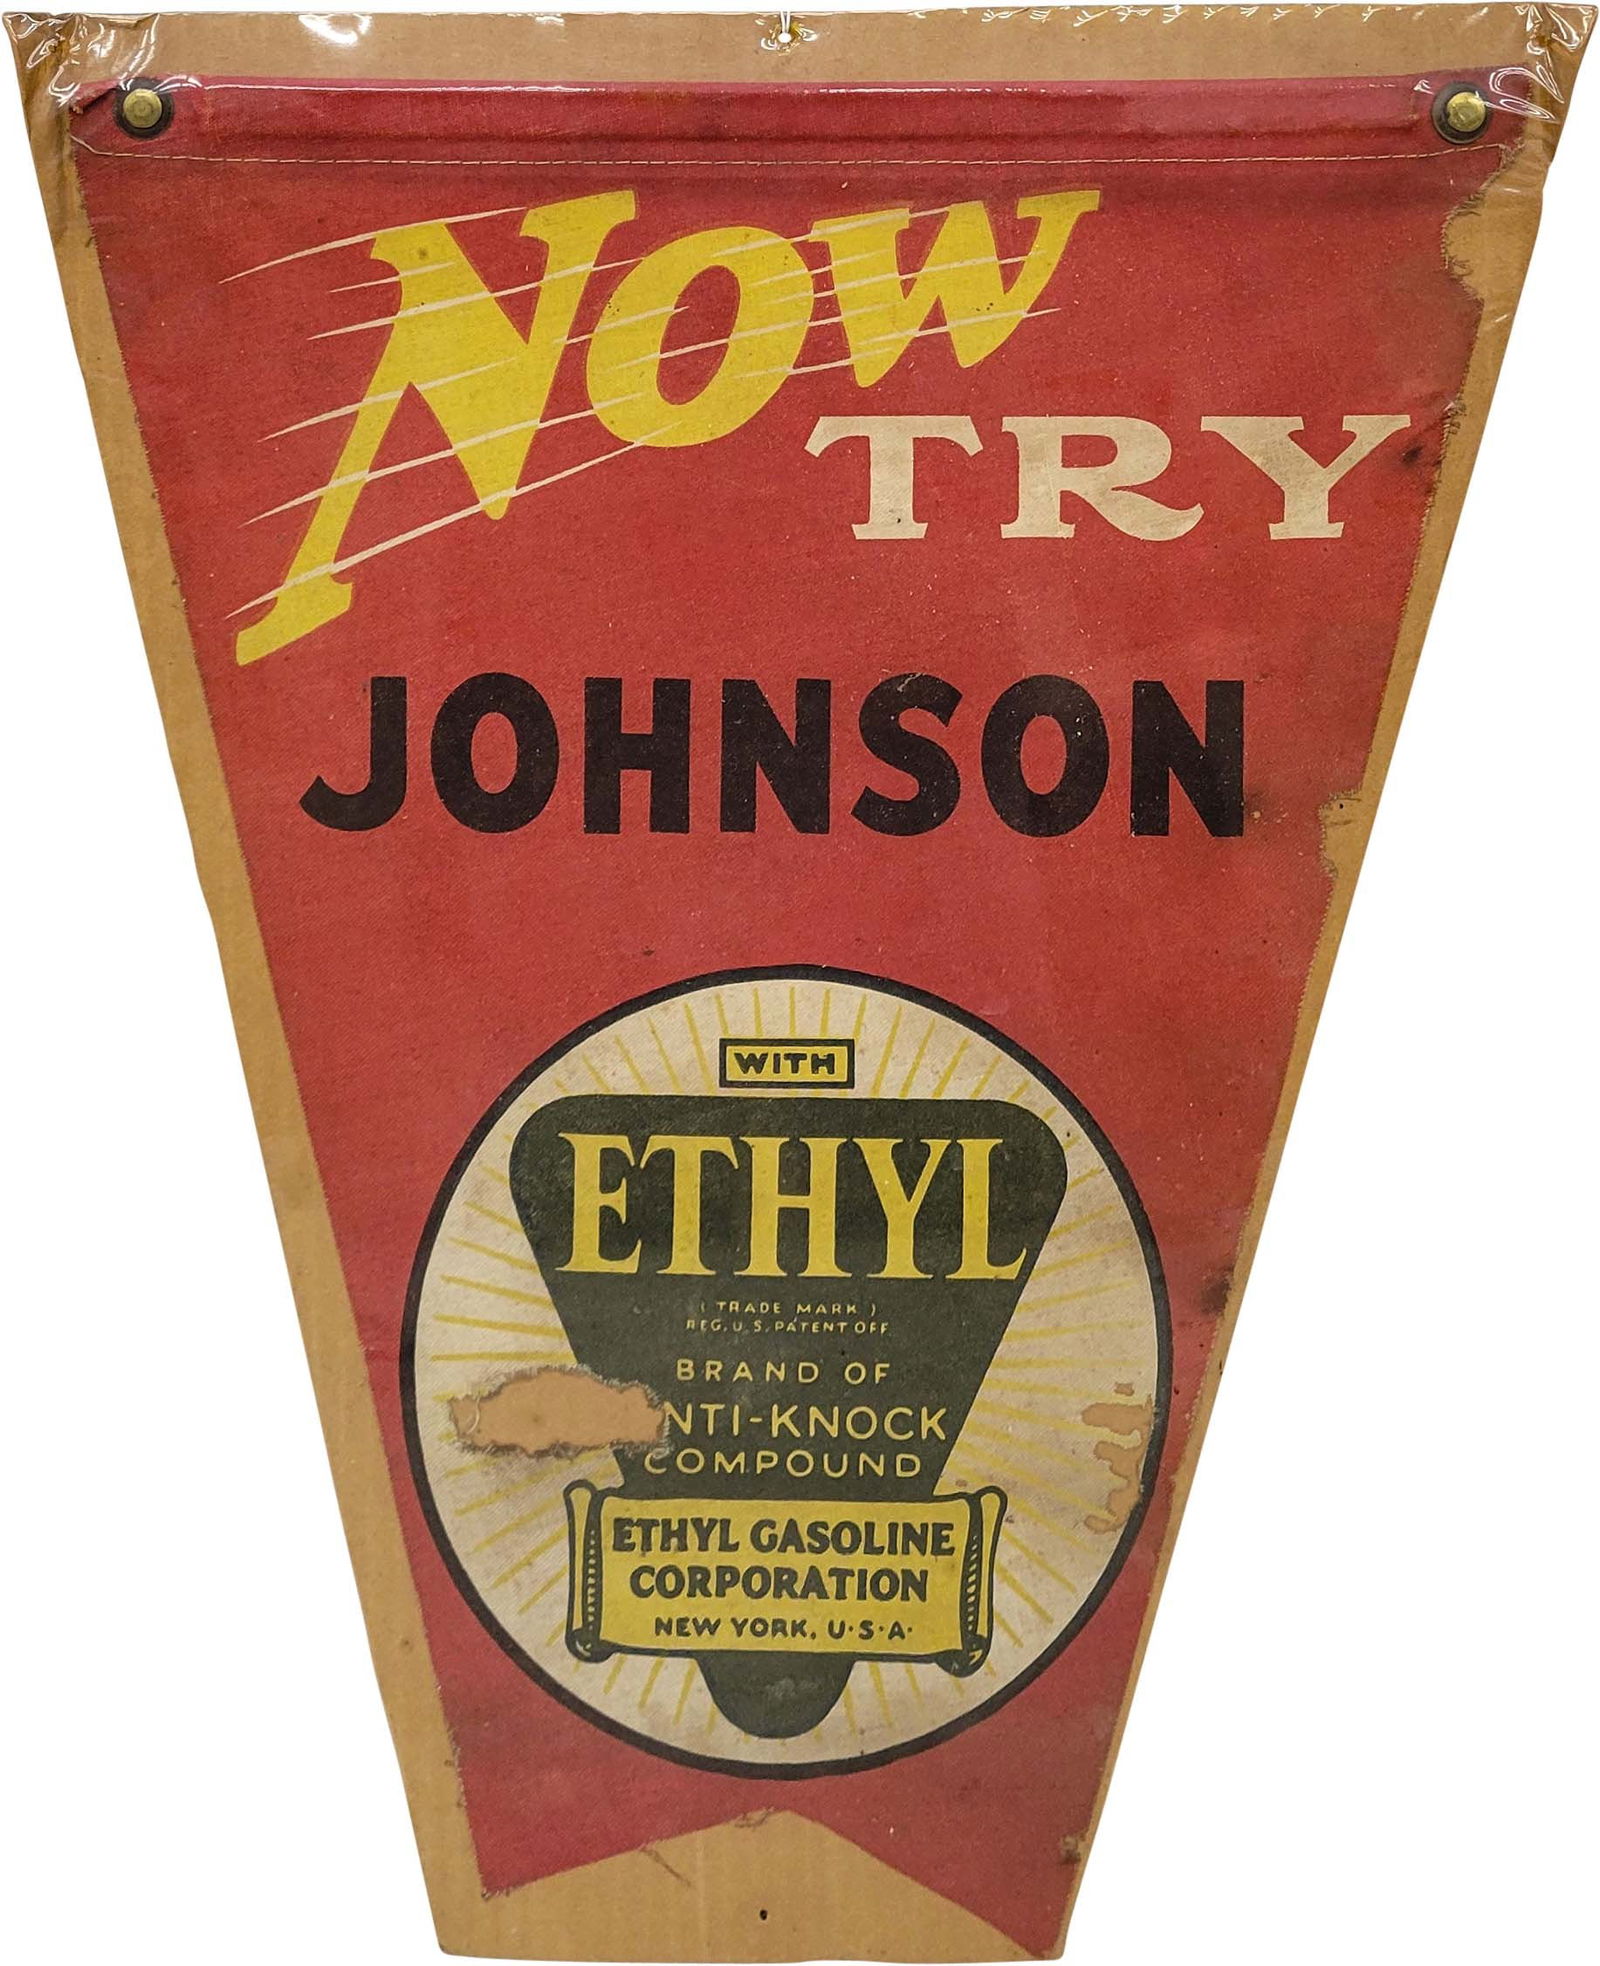 NOW
TRY
JOHNSON
WITH
ETHYL
( TRADE MARK )
REG. U.S. PATENT OFF
BRAND OF
NTI-KNOCK
COMPOUND
ETHYL GASOLINE
CORPORATION
NEW YORK, U·S·A·